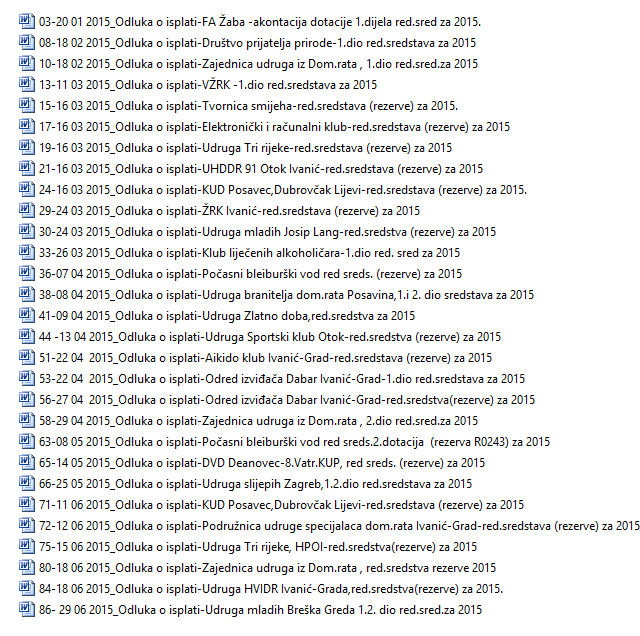 03-20 01 2015_Odluka o isplati-FA Žaba -akontacija dotacije 1.dijela red.sred za 2015.
08-18 02 2015_Odluka o isplati-Društvo prijatelja prirode-1.dio red.sredstava za 2015
10-18 02 2015_Odluka o isplati-Zajednica udruga iz Dom.rata , 1.dio red.sred.za 2015
13-11 03 2015_Odluka o isplati-VŽRK -1.dio red.sredstava za 2015
15-16 03 2015_Odluka o isplati-Tvornica smijeha-red.sredstava (rezerve) za 2015.
17-16 03 2015_Odluka o isplati-Elektronički i računalni klub-red.sredstava (rezerve) za 2015
19-16 03 2015_Odluka o isplati-Udruga Tri rijeke-red.sredstava (rezerve) za 2015
21-16 03 2015_Odluka o isplati-UHDDR 91 Otok Ivanić-red.sredstava (rezerve) za 2015
24-16 03 2015_Odluka o isplati-KUD Posavec,Dubrovčak Lijevi-red.sredstava (rezerve) za 2015.
29-24 03 2015_Odluka o isplati-ŽRK Ivanić-red.sredstava (rezerve) za 2015
30-24 03 2015_Odluka o isplati-Udruga mladih Josip Lang-red.sredstva (rezerve) za 2015
33-26 03 2015_Odluka o isplati-Klub liječenih alkoholičara-1.dio red. sred za 2015
36-07 04 2015_Odluka o isplati-Počasni bleiburški vod red sreds. (rezerve) za 2015
38-08 04 2015_Odluka o isplati-Udruga branitelja dom.rata Posavina,1.i 2. dio sredstava za 2015
41-09 04 2015_Odluka o isplati-Udruga Zlatno doba,red.sredstva za 2015
44 -13 04 2015_Odluka o isplati-Udruga Sportski klub Otok-red.sredstva (rezerve) za 2015
51-22 04  2015_Odluka o isplati-Aikido klub Ivanić-Grad-red.sredstava (rezerve) za 2015
53-22 04  2015_Odluka o isplati-Odred izviđača Dabar Ivanić-Grad-1.dio red.sredstava za 2015
56-27 04  2015_Odluka o isplati-Odred izviđača Dabar Ivanić-Grad-red.sredstva(rezerve) za 2015
58-29 04 2015_Odluka o isplati-Zajednica udruga iz Dom.rata , 2.dio red.sred.za 2015
63-08 05 2015_Odluka o isplati-Počasni bleiburški vod red sreds.2.dotacija  (rezerva R0243) za 2015
65-14 05 2015_Odluka o isplati-DVD Deanovec-8.Vatr.KUP, red sreds. (rezerve) za 2015
66-25 05 2015_Odluka o isplati-Udruga slijepih Zagreb,1.2.dio red.sredstava za 2015
71-11 06 2015_Odluka o isplati-KUD Posavec,Dubrovčak Lijevi-red.sredstava (rezerve) za 2015
72-12 06 2015_Odluka o isplati-Podružnica udruge specijalaca dom.rata Ivanić-Grad-red.sredstava (rezerve) za 2015
75-15 06 2015_Odluka o isplati-Udruga Tri rijeke, HPOI-red.sredstva(rezerve) za 2015
80-18 06 2015_Odluka o isplati-Zajednica udruga iz Dom.rata , red.sredstva rezerve 2015
84-18 06 2015_Odluka o isplati-Udruga HVIDR Ivanić-Grada,red.sredstva(rezerve) za 2015.
86- 29 06 2015_Odluka o isplati-Udruga mladih Breška Greda 1.2. dio red.sred.za 2015